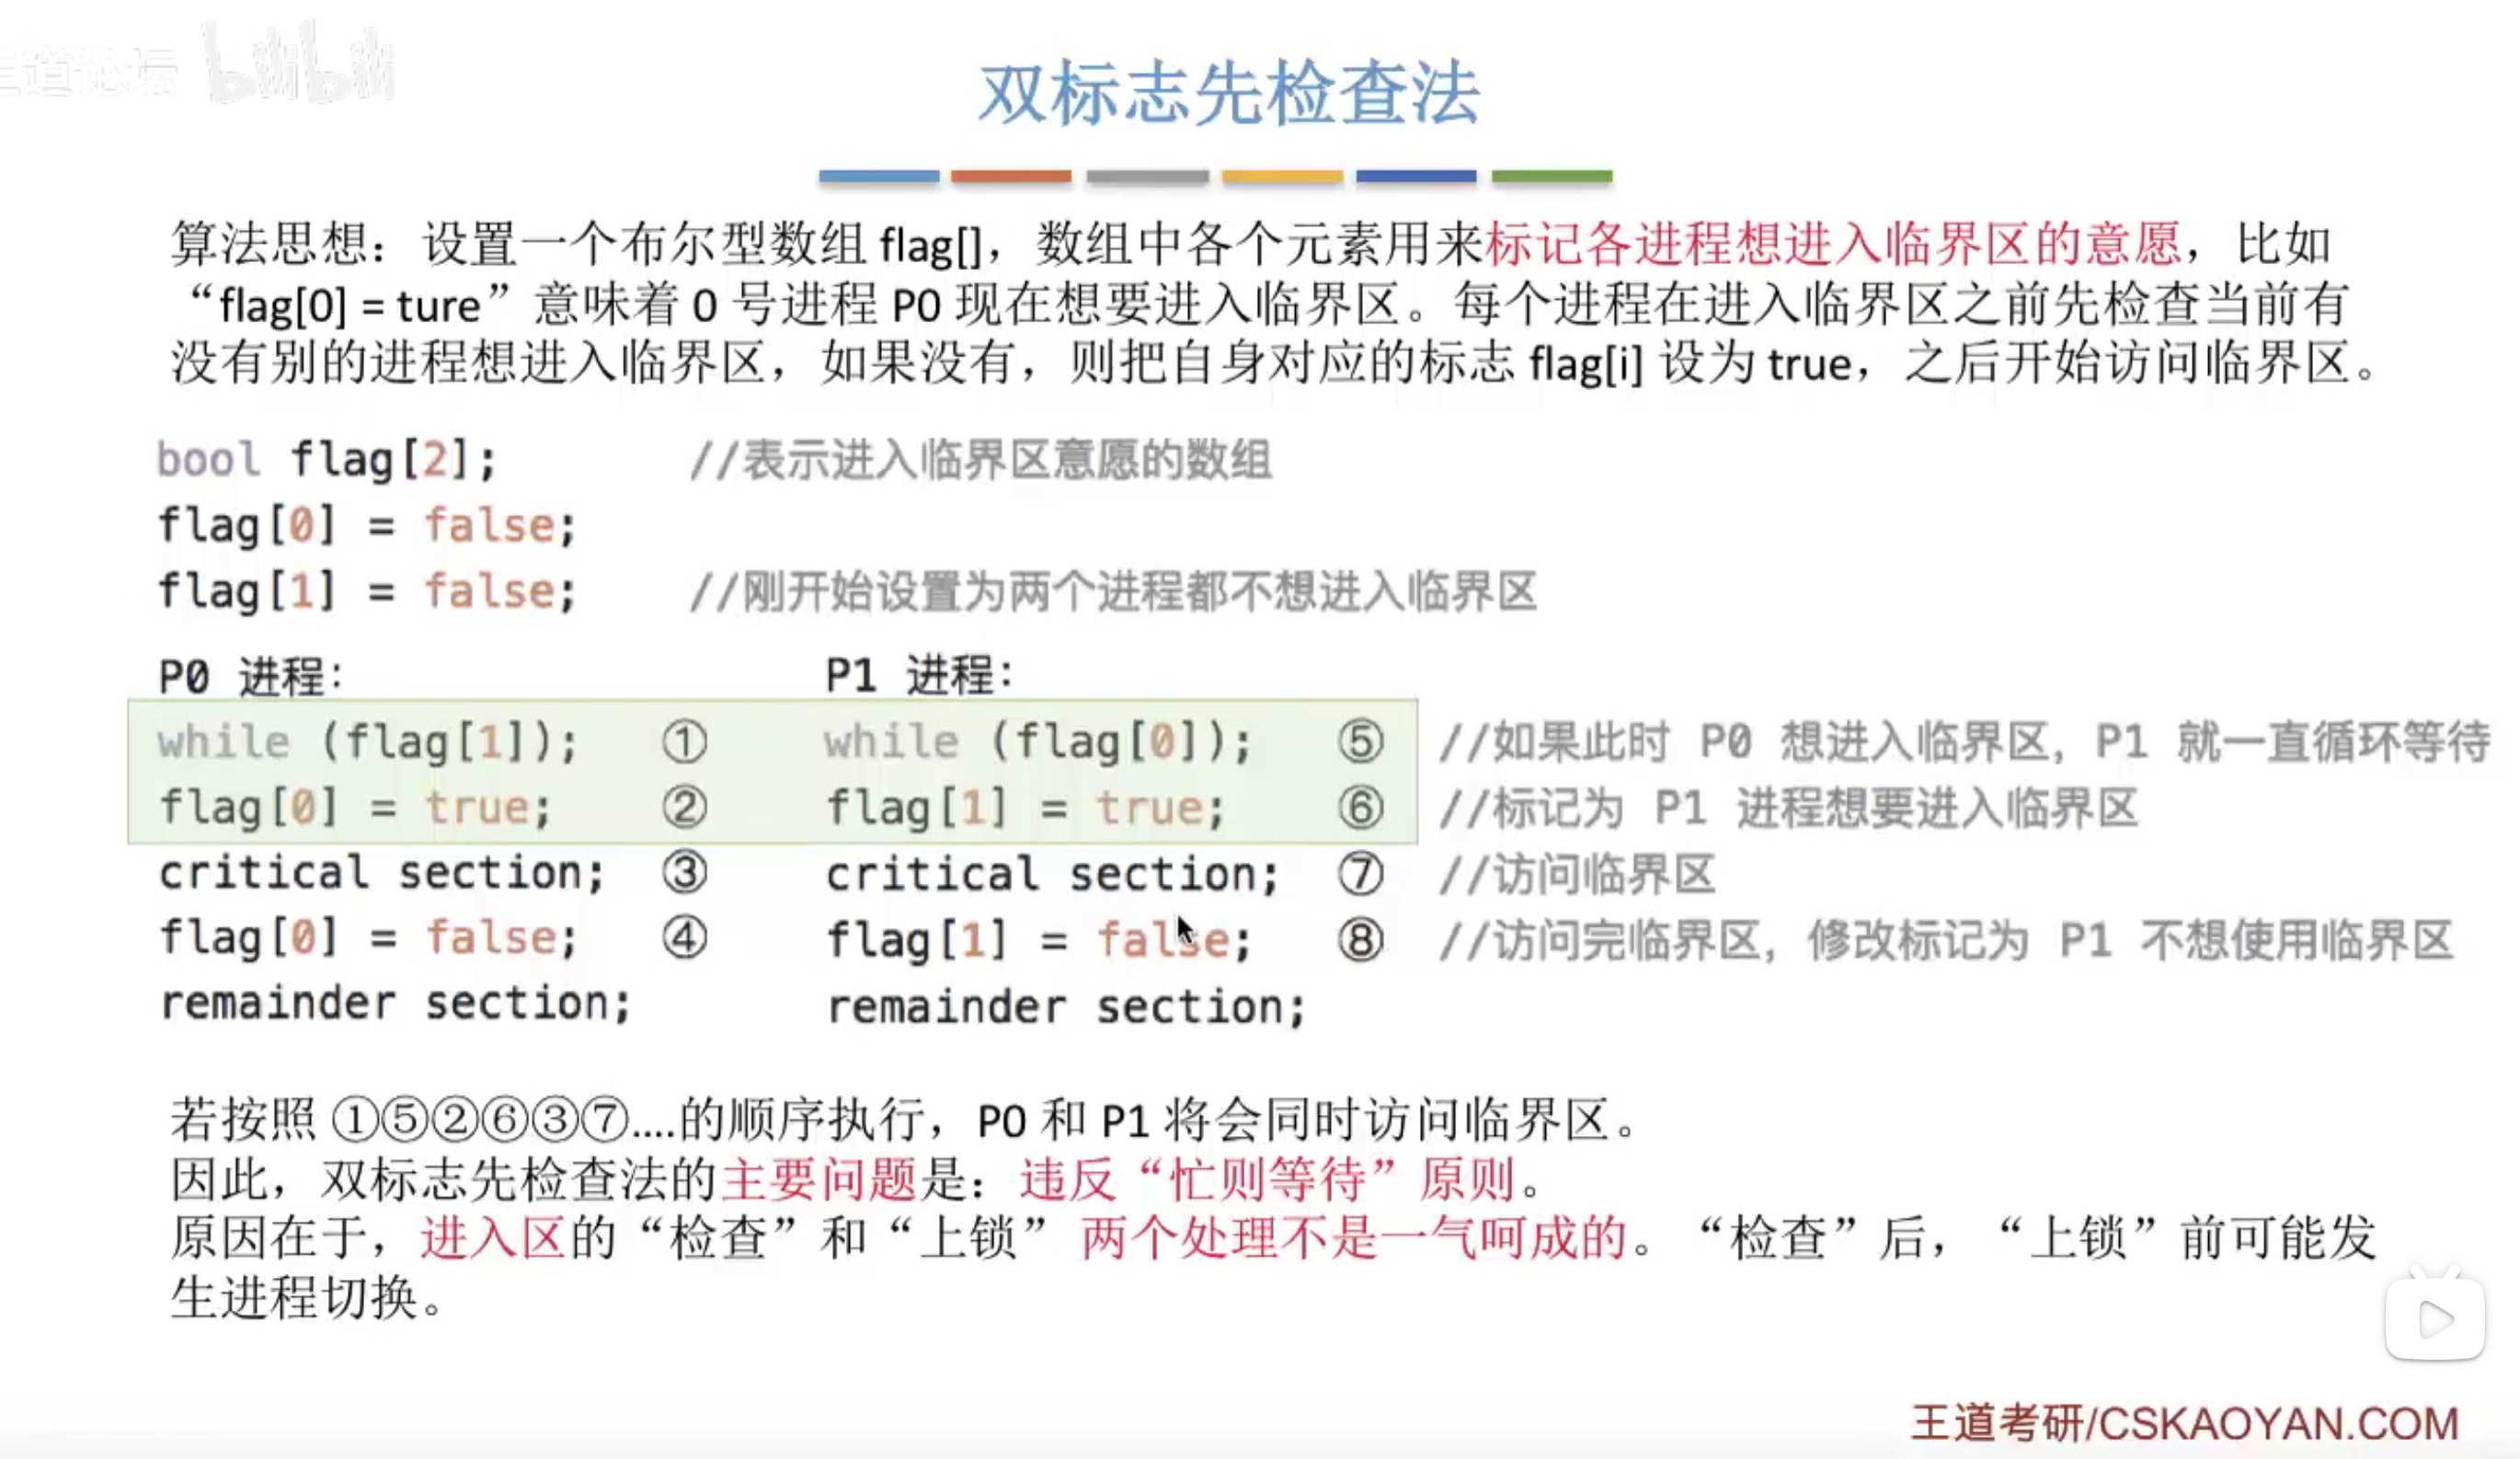 王道论坛 bilibili
双标志先检查法
算法思想：设置一个布尔型数组 flag[]，数组中各个元素用来标记各进程想进入临界区的意愿，比如
“flag[0] = ture”意味着 0 号进程 P0 现在想要进入临界区。每个进程在进入临界区之前先检查当前有
没有别的进程想进入临界区，如果没有，则把自身对应的标志 flag[i] 设为 true，之后开始访问临界区。
bool flag[2]; //表示进入临界区意愿的数组
flag[0] = false;
flag[1] = false; //刚开始设置为两个进程都不想进入临界区
P0 进程： P1 进程：
while (flag[1]); ① while (flag[0]); ⑤ //如果此时 P0 想进入临界区，P1 就一直循环等待
flag[0] = true; ② flag[1] = true; ⑥ //标记为 P1 进程想要进入临界区
critical section; ③ critical section; ⑦ //访问临界区
flag[0] = false; ④ flag[1] = false; ⑧ //访问完临界区，修改标记为 P1 不想使用临界区
remainder section; remainder section;
若按照 ①⑤②⑥③⑦....的顺序执行，P0 和 P1 将会同时访问临界区。
因此，双标志先检查法的主要问题是：违反“忙则等待”原则。
原因在于，进入区的“检查”和“上锁” 两个处理不是一气呵成的。“检查”后，“上锁”前可能发
生进程切换。
王道考研/CSKAOYAN.COM